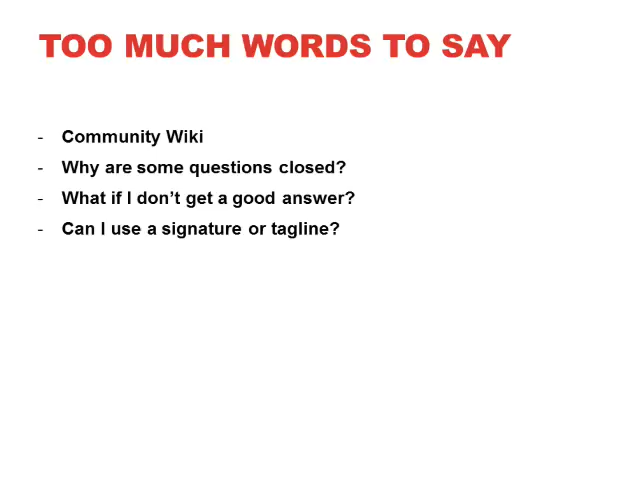 TOO MUCH WORDS TO SAY
- Community Wiki
- Why are some questions closed?
- What if I don’t get a good answer?
- Can I use a signature or tagline?